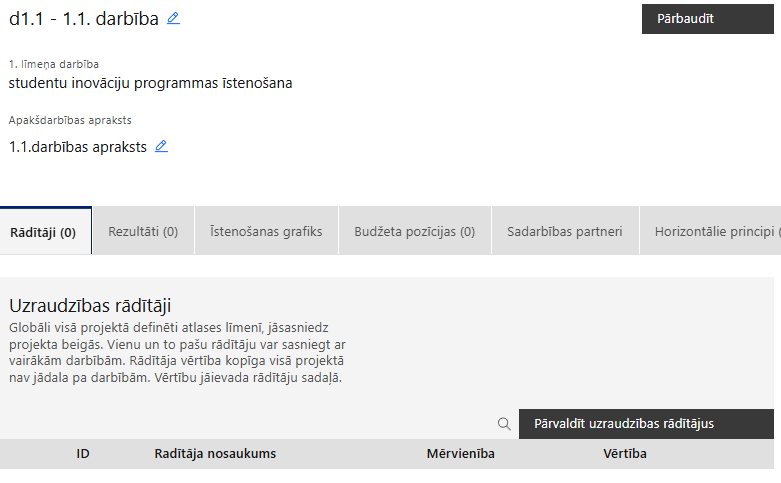 d1.1 - 1.1. darbība
Pārbaudīt
1. līmeņa darbība
studentu inovāciju programmas īstenošana
Apakšdarbības apraksts
1.1.darbības apraksts
Rādītāji (0)
Rezultāti (0)
Īstenošanas grafiks
Budžeta pozīcijas (0)
Sadarbības partneri
Horizontālie principi (
Uzraudzības rādītāji
Globāli visā projektā definēti atlases līmenī, jāsasniedz
projekta beigās. Vienu un to pašu rādītāju var sasniegt ar
vairākām darbībām. Rādītāja vērtība kopīga visā projektā
nav jādala pa darbībām. Vērtību jāievada rādītāju sadaļā.
Pārvaldīt uzraudzības rādītājus
ID
Radītāja nosaukums
Mērvienība
Vērtība